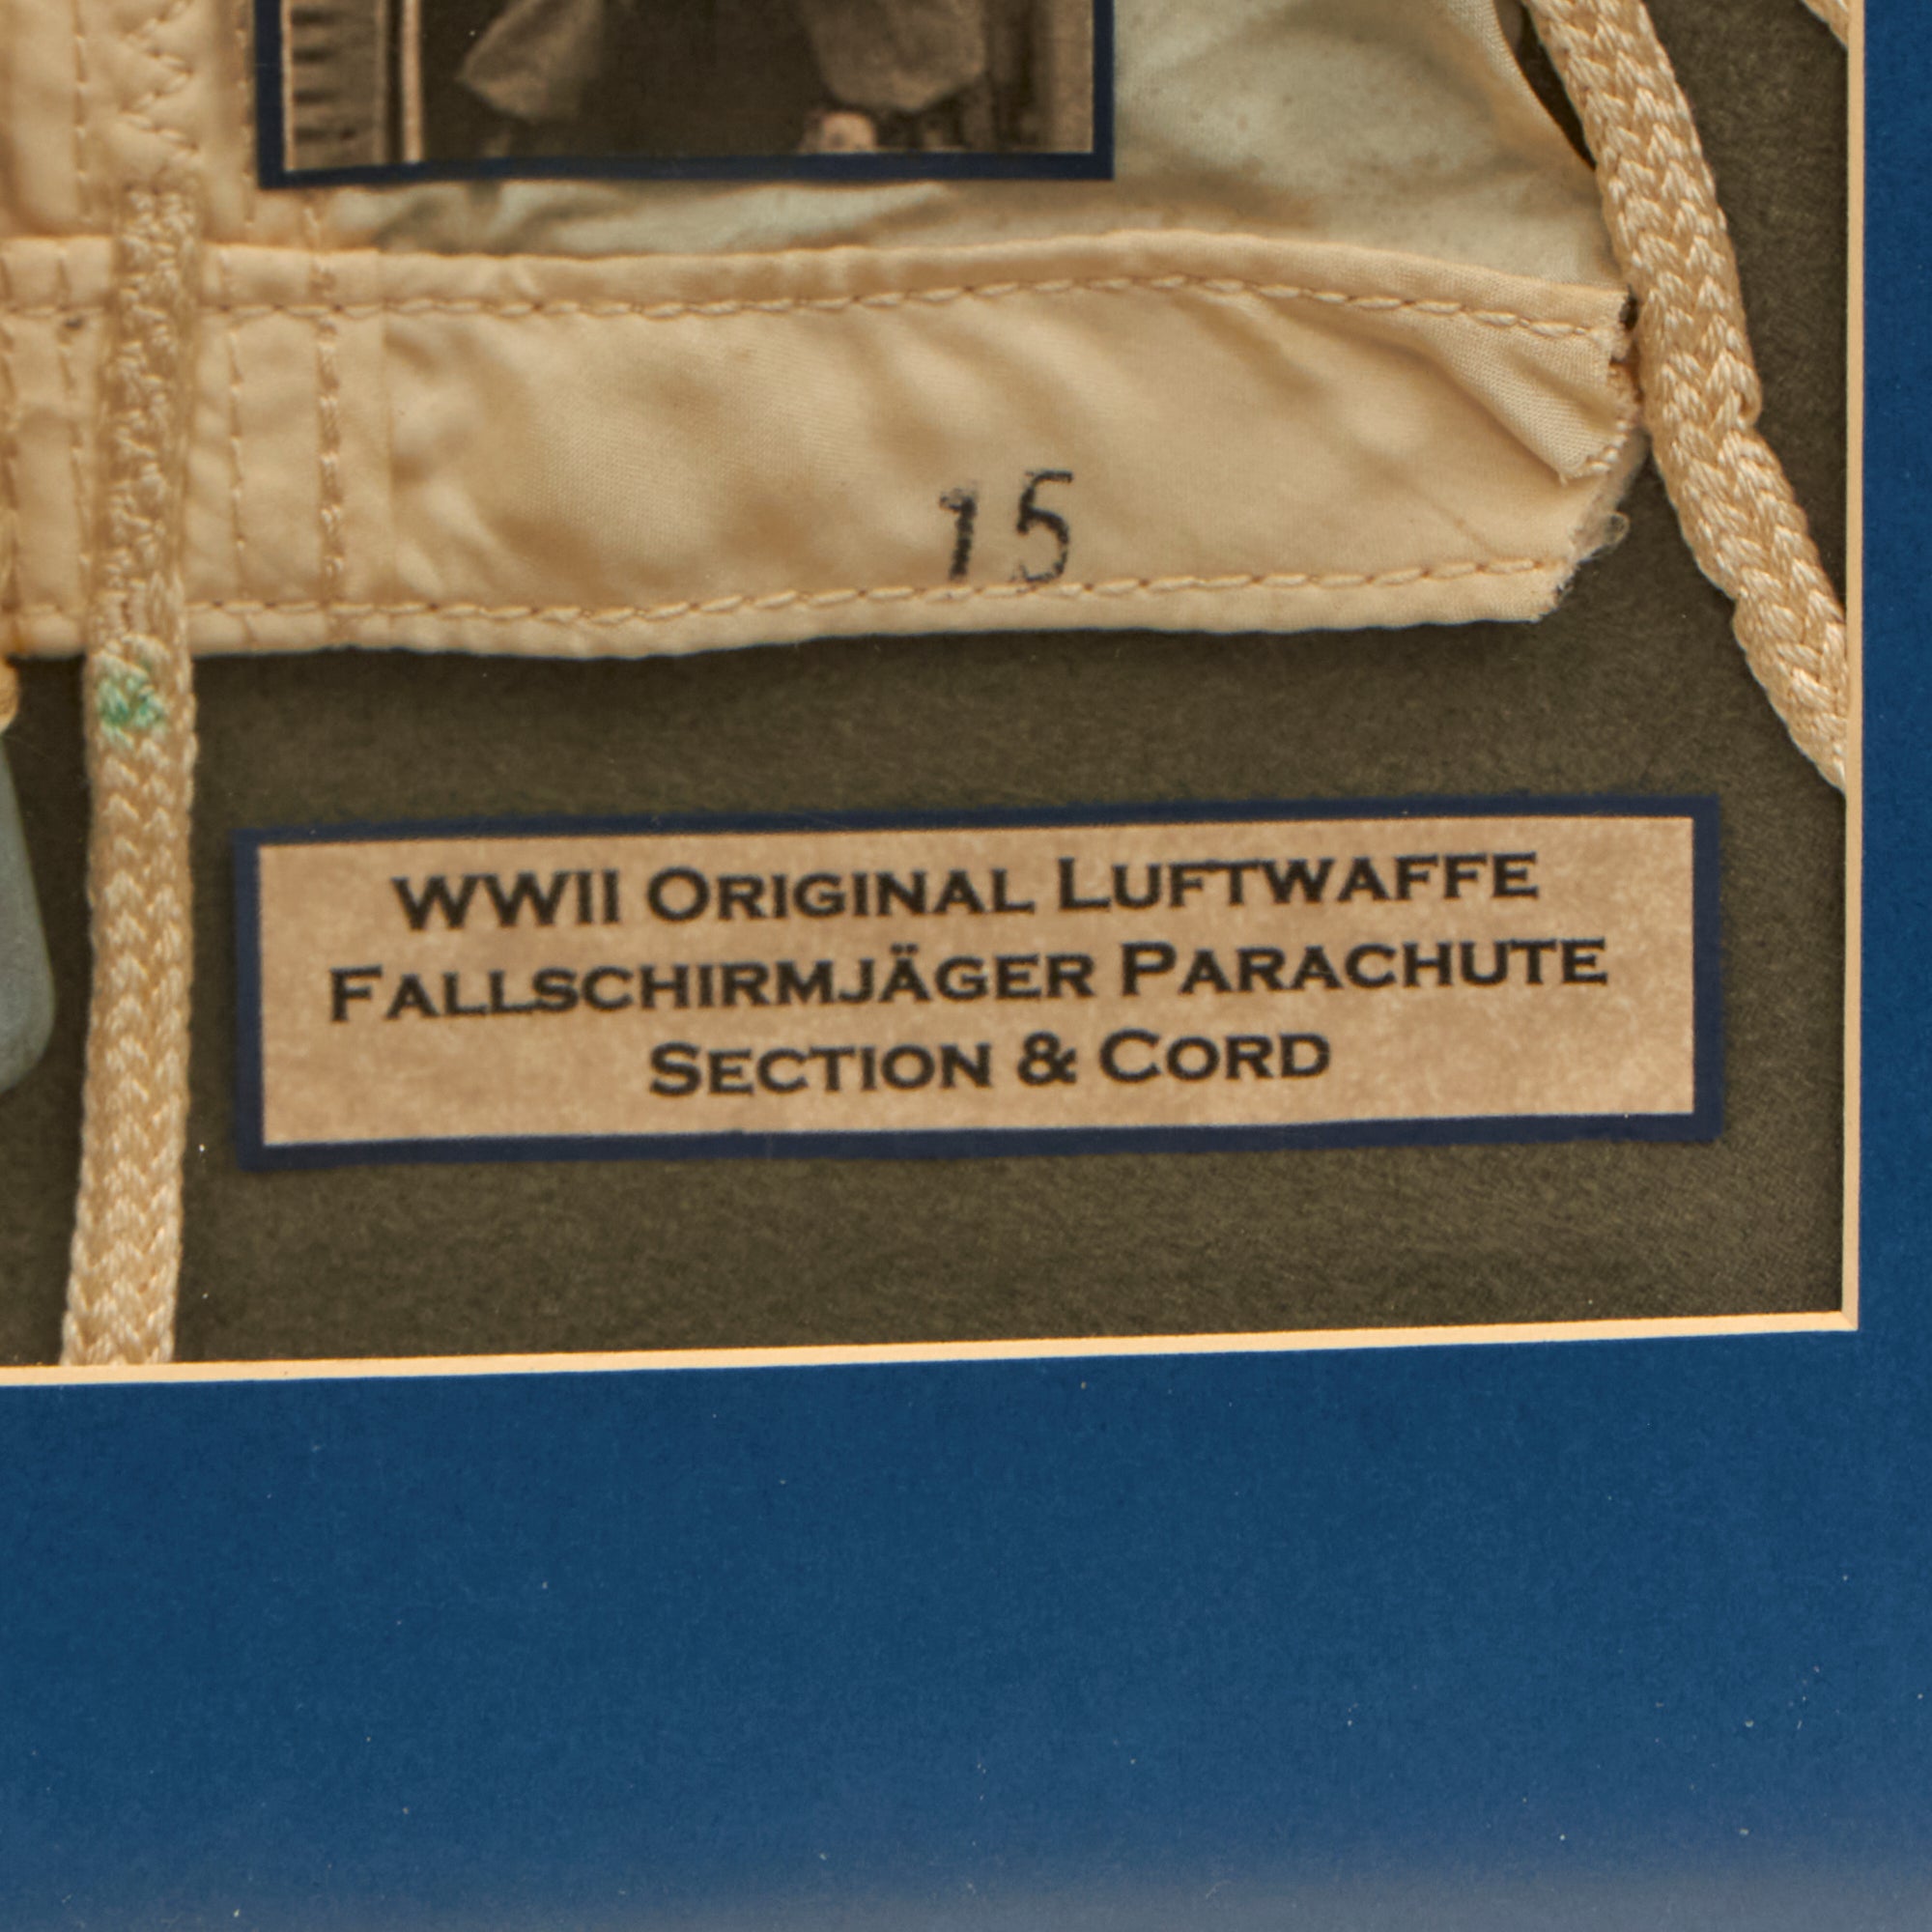 15
WWII ORIGINAL LUFTWAFFE
FALLSCHIRMJÄGER PARACHUTE
SECTION & CORD